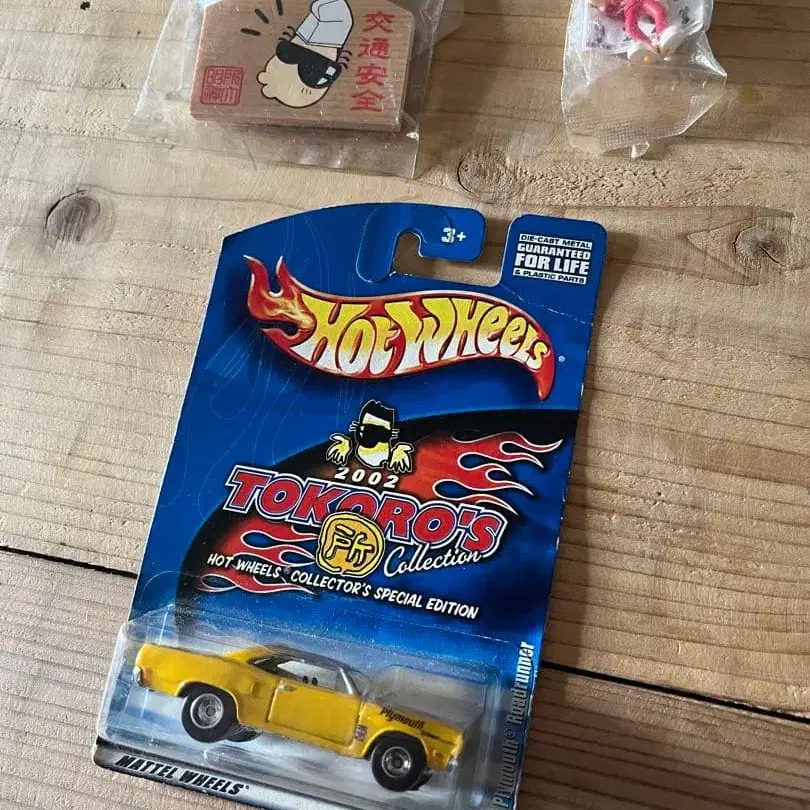 交通安全
3+
DIE-CAST METAL
GUARANTEED
FOR LIFE
& PLASTIC PARTS
HOT WHEELS®
2002
TOKORO'S
Collection
HOT WHEELS® COLLECTOR'S SPECIAL EDITION
Plymouth
Plymouth® Roadrunner
MATTEL WHEELS